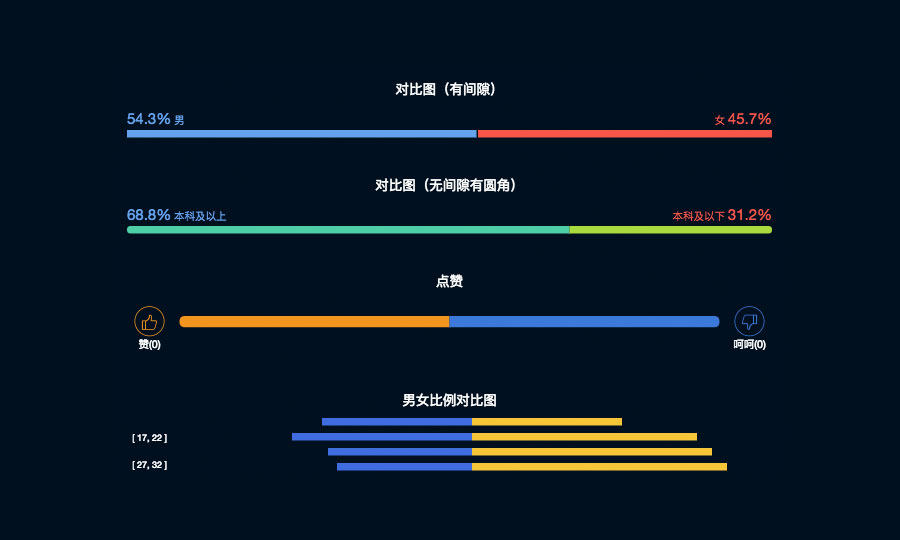 对比图（有间隙）
54.3% 男
女 45.7%
对比图（无间隙有圆角）
68.8% 本科及以上
本科及以下 31.2%
点赞
赞(0)
呵呵(0)
男女比例对比图
[ 17, 22 ]
[ 27, 32 ]